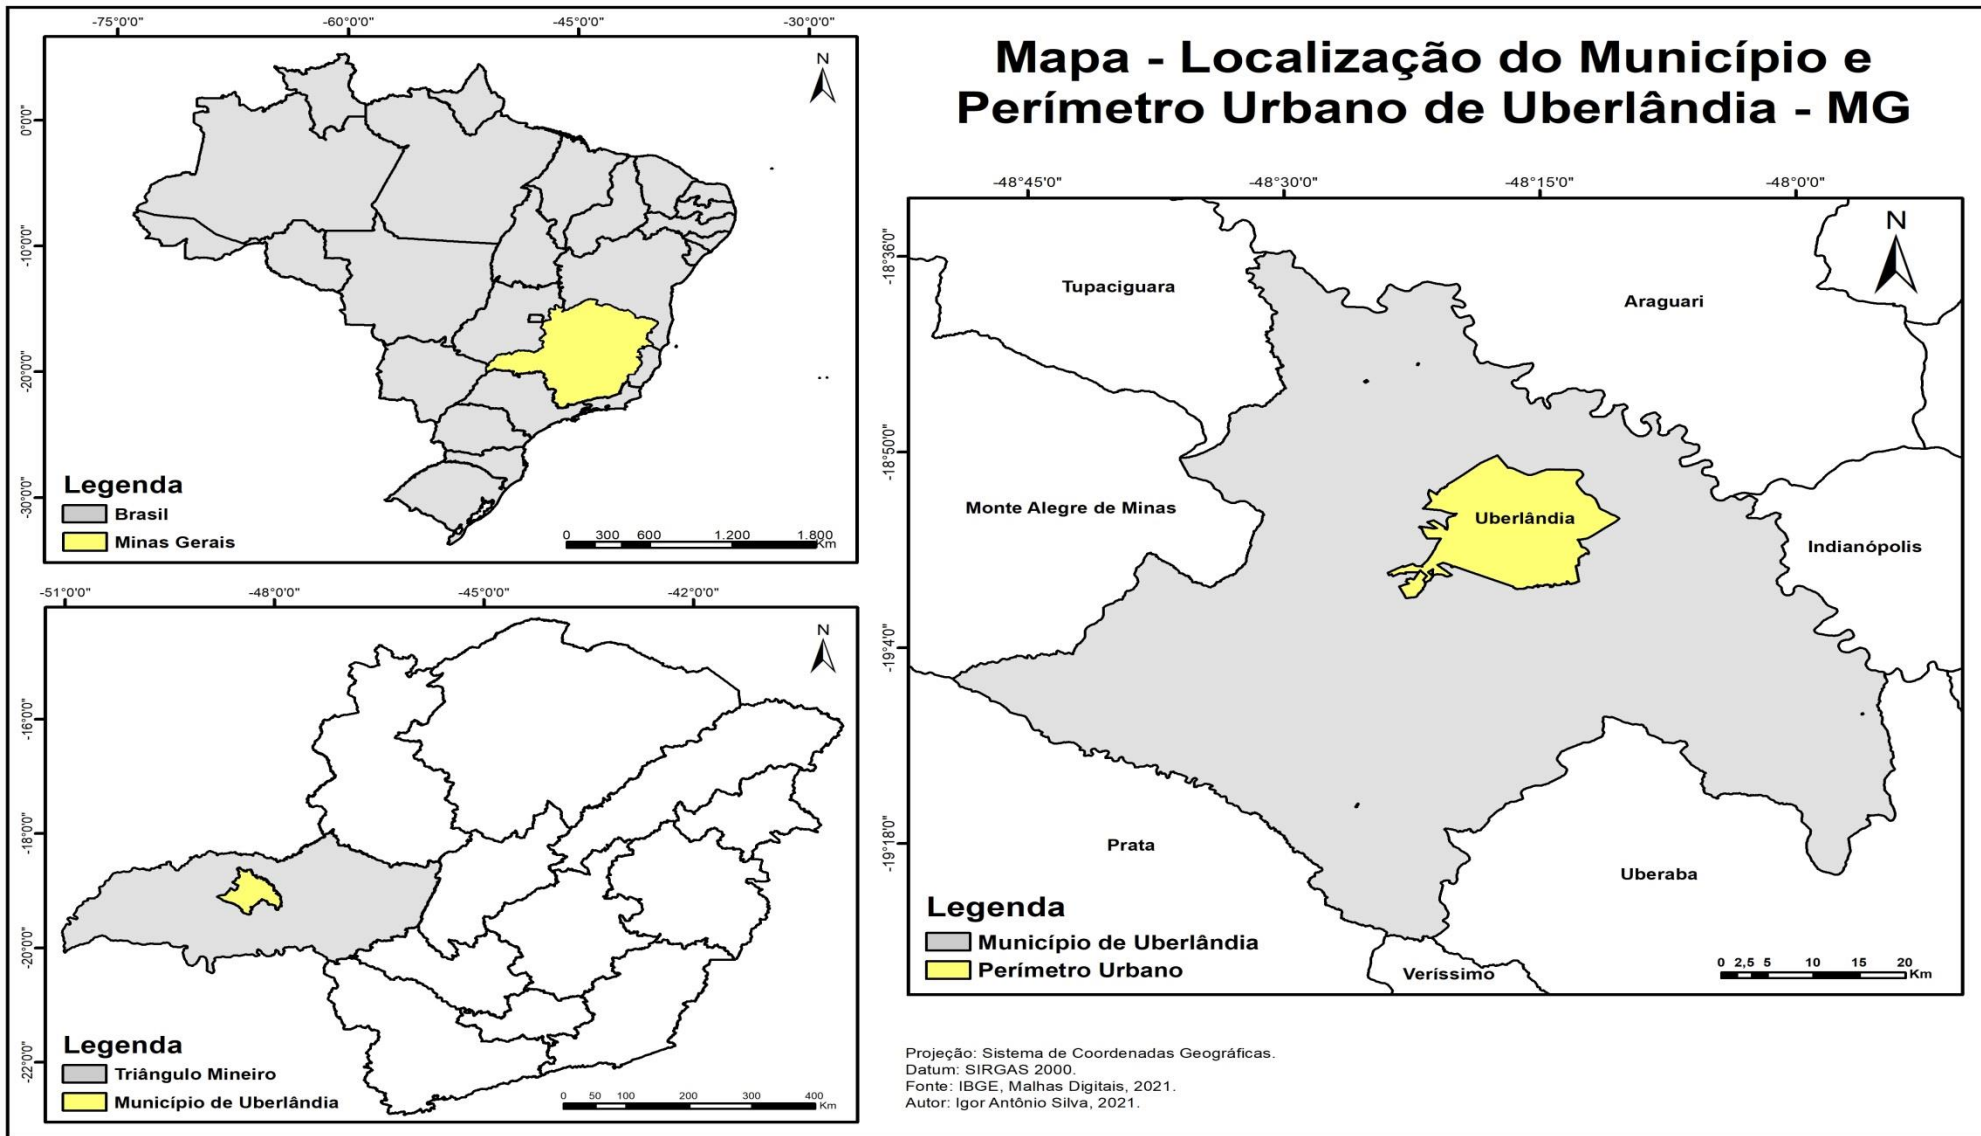 Mapa - Localização do Município e
Perímetro Urbano de Uberlândia - MG
-75°0'0" -60°0'0" -45°0'0" -30°0'0"
0°0'0"
-10°0'0"
-20°0'0"
-30°0'0"
N
Legenda
Brasil
Minas Gerais
0 300 600 1.200 1.800
Km
-51°0'0" -48°0'0" -45°0'0" -42°0'0"
-16°0'0"
-18°0'0"
-20°0'0"
-22°0'0"
N
Legenda
Triângulo Mineiro
Município de Uberlândia
0 50 100 200 300 400
Km
-48°45'0" -48°30'0" -48°15'0" -48°0'0"
-18°36'0"
-18°50'0"
-19°4'0"
-19°18'0"
N
Tupaciguara
Araguari
Monte Alegre de Minas
Uberlândia
Indianópolis
Prata
Uberaba
Veríssimo
Legenda
Município de Uberlândia
Perímetro Urbano
0 2,5 5 10 15 20
Km
Projeção: Sistema de Coordenadas Geográficas.
Datum: SIRGAS 2000.
Fonte: IBGE, Malhas Digitais, 2021.
Autor: Igor Antônio Silva, 2021.